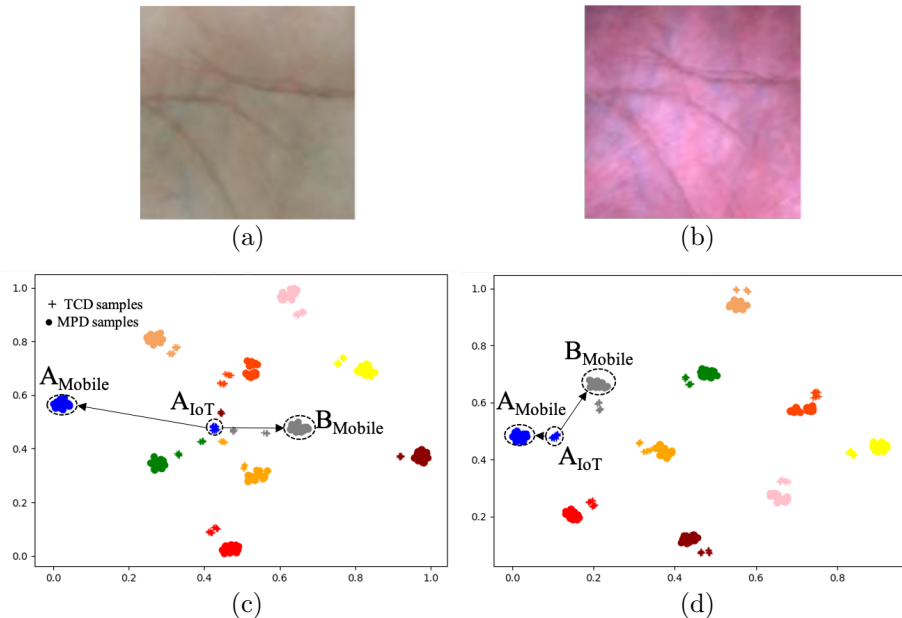 (a)
(b)
1.0
0.8
0.6
0.4
0.2
0.0
+ TCD samples
● MPD samples
A_Mobile
A_IoT
B_Mobile
0.0 0.2 0.4 0.6 0.8 1.0
(c)
1.0
0.8
0.6
0.4
0.2
B_Mobile
A_Mobile
A_IoT
0.0 0.2 0.4 0.6 0.8
(d)